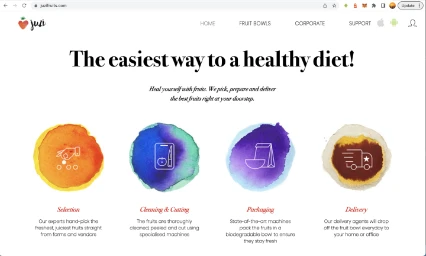 justfruits.com
Update
juzi
HOME
FRUIT BOWLS
CORPORATE
SUPPORT
The easiest way to a healthy diet!
Heal yourself with fruits. We pick, prepare and deliver
the best fruits right at your doorstep.
Selection
Cleaning & Cutting
Packaging
Delivery
Our experts hand-pick the
freshest, juiciest fruits straight
from farms and vendors
The fruits are thoroughly
cleaned, peeled and cut using
specialised machines
State-of-the-art machines
pack the fruits in a
biodegradable bowl to ensure
they stay fresh
Our delivery agents will drop
off the fruit bowl everyday to
your home or office